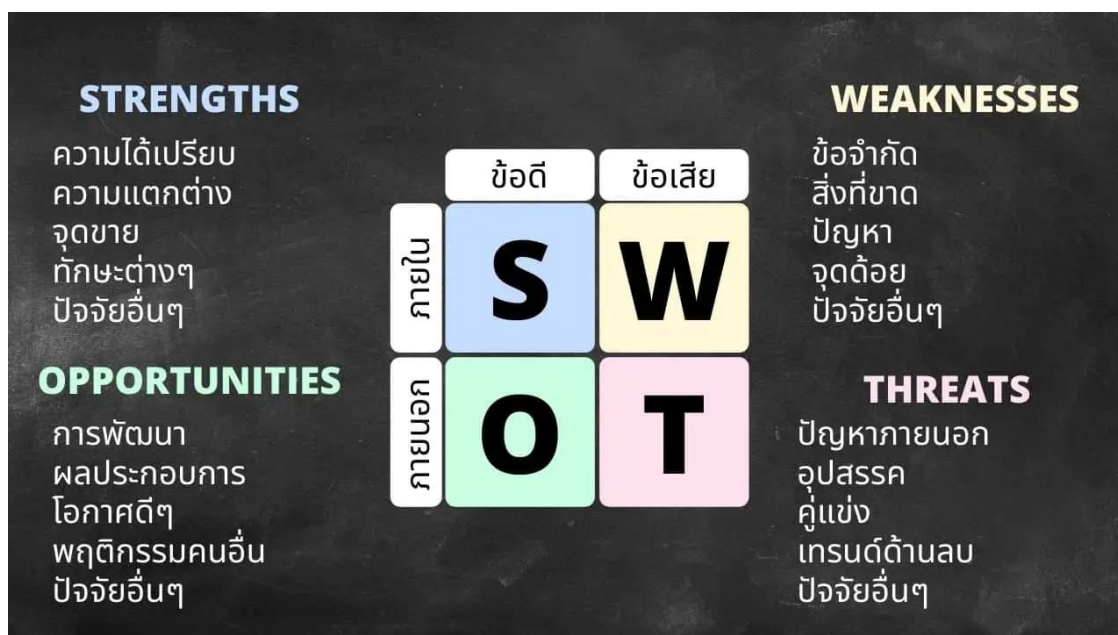 STRENGTHS
ความได้เปรียบ
ความแตกต่าง
จุดขาย
ทักษะต่างๆ
ปัจจัยอื่นๆ
WEAKNESSES
ข้อจำกัด
สิ่งที่ขาด
ปัญหา
จุดด้อย
ปัจจัยอื่นๆ
ข้อดี
ข้อเสีย
ภายใน
S
W
ภายนอก
O
T
OPPORTUNITIES
การพัฒนา
ผลประกอบการ
โอกาสดีๆ
พฤติกรรมคนอื่น
ปัจจัยอื่นๆ
THREATS
ปัญหาภายนอก
อุปสรรค
คู่แข่ง
เทรนด์ด้านลบ
ปัจจัยอื่นๆ